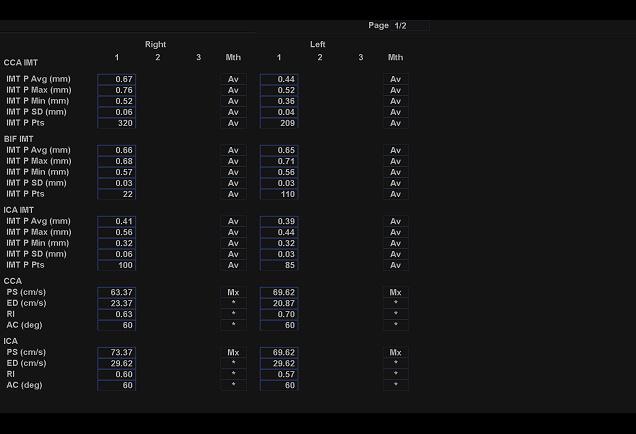 Page 1/2
Right Left
1 2 3 Mth 1 2 3 Mth
CCA IMT
IMT P Avg (mm) 0.67 Av 0.44 Av
IMT P Max (mm) 0.76 Av 0.52 Av
IMT P Min (mm) 0.52 Av 0.36 Av
IMT P SD (mm) 0.06 Av 0.04 Av
IMT P Pts 320 Av 209 Av
BIF IMT
IMT P Avg (mm) 0.66 Av 0.65 Av
IMT P Max (mm) 0.68 Av 0.71 Av
IMT P Min (mm) 0.57 Av 0.56 Av
IMT P SD (mm) 0.03 Av 0.03 Av
IMT P Pts 22 Av 110 Av
ICA IMT
IMT P Avg (mm) 0.41 Av 0.39 Av
IMT P Max (mm) 0.56 Av 0.44 Av
IMT P Min (mm) 0.32 Av 0.32 Av
IMT P SD (mm) 0.06 Av 0.03 Av
IMT P Pts 100 Av 85 Av
CCA
PS (cm/s) 63.37 Mx 69.62 Mx
ED (cm/s) 23.37 * 20.87 *
RI 0.63 * 0.70 *
AC (deg) 60 * 60 *
ICA
PS (cm/s) 73.37 Mx 69.62 Mx
ED (cm/s) 29.62 * 29.62 *
RI 0.60 * 0.57 *
AC (deg) 60 * 60 *